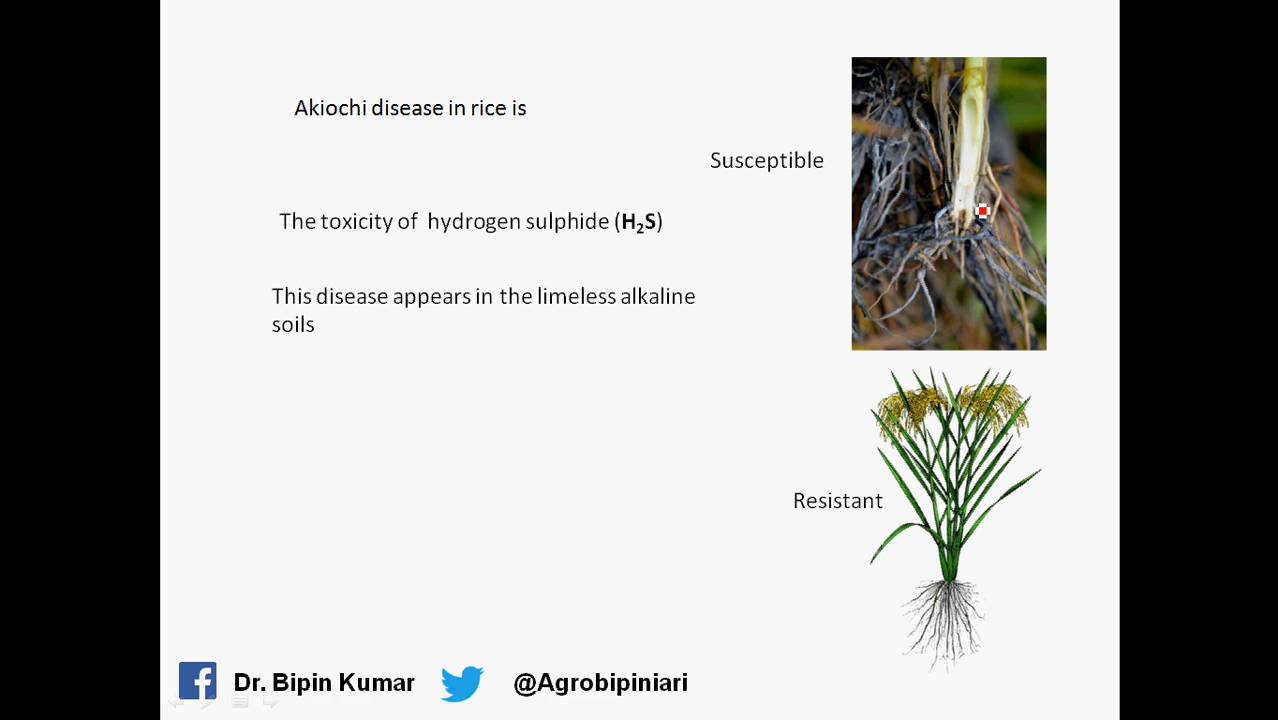 Akiochi disease in rice is
Susceptible
The toxicity of hydrogen sulphide (H₂S)
This disease appears in the limeless alkaline
soils
Resistant
Dr. Bipin Kumar
@Agrobipiniari